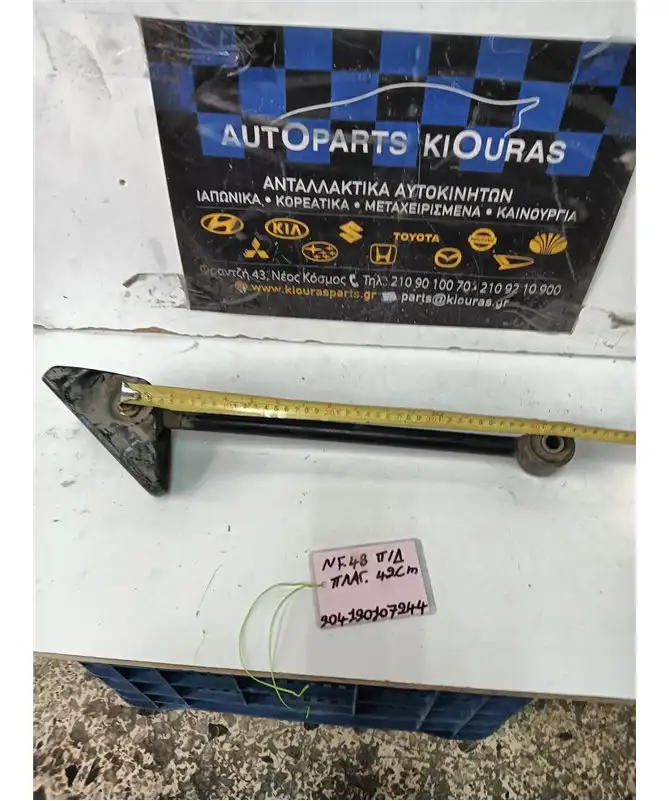 AUTOPARTS KIOURAS
ΑΝΤΑΛΛΑΚΤΙΚΑ ΑΥΤΟΚΙΝΗΤΩΝ
ΙΑΠΩΝΙΚΑ • ΚΟΡΕΑΤΙΚΑ • ΜΕΤΑΧΕΙΡΙΣΜΕΝΑ • ΚΑΙΝΟΥΡΓΙΑ
KIA
TOYOTA
Φραντζή 43, Νέος Κόσμος Τηλ.: 210 90 100 70 - 210 92 10 900
www.kiourasparts.gr parts@kiouras.gr
NF.48 Π/Δ
ΠΛΑΓ. 42cm
204190107244